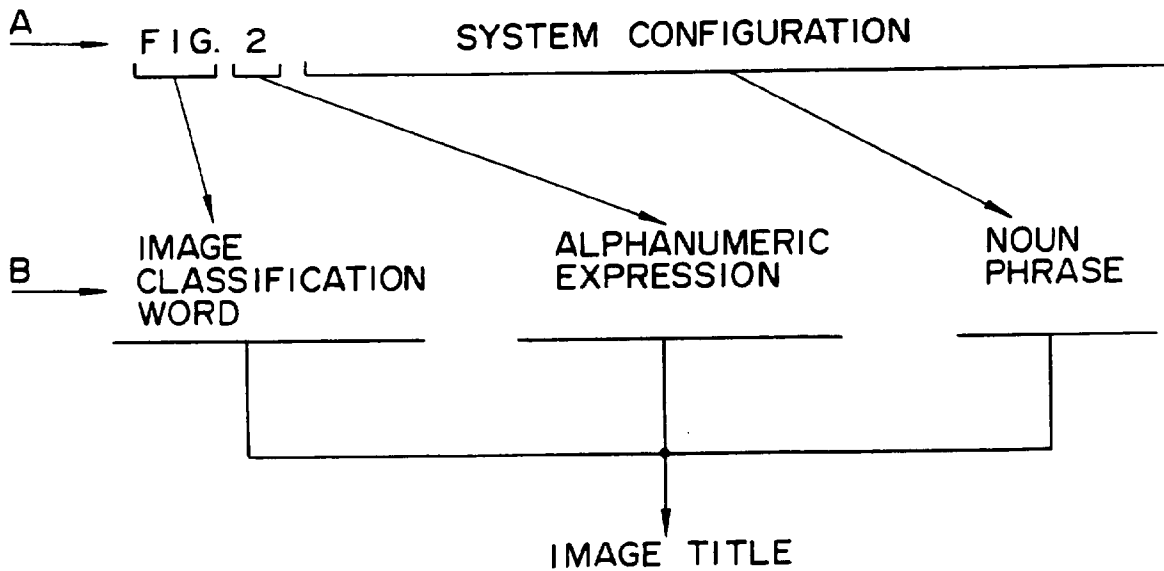 A
FIG. 2 SYSTEM CONFIGURATION
B
IMAGE
CLASSIFICATION
WORD
ALPHANUMERIC
EXPRESSION
NOUN
PHRASE
IMAGE TITLE